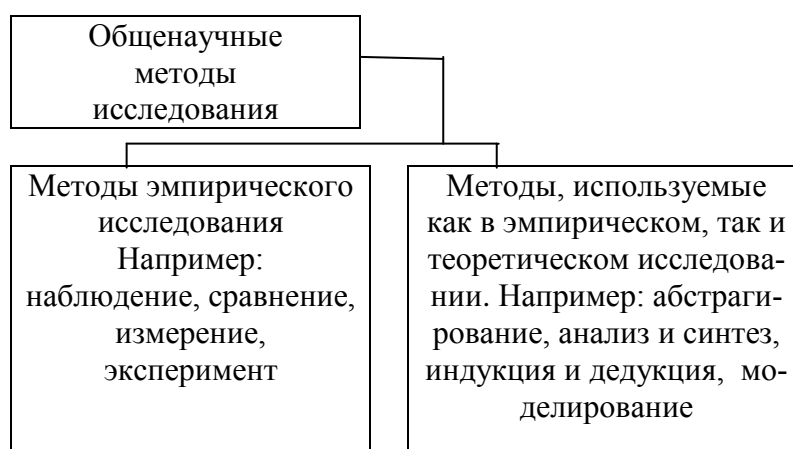 Общенаучные
методы
исследования
Методы эмпирического
исследования
Например:
наблюдение, сравнение,
измерение,
эксперимент
Методы, используемые
как в эмпирическом, так и
теоретическом исследова-
нии. Например: абстраги-
рование, анализ и синтез,
индукция и дедукция,  мо-
делирование